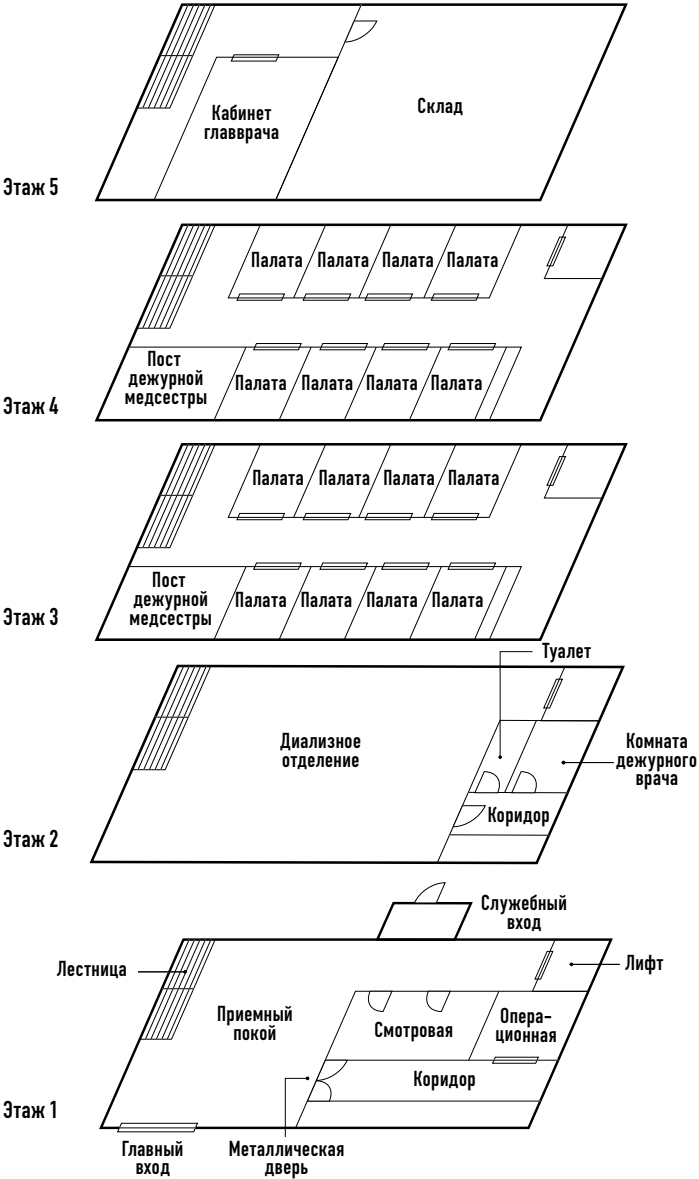 Кабинет
главврача
Склад
Этаж 5
Палата
Палата
Палата
Палата
Пост
дежурной
медсестры
Палата
Палата
Палата
Палата
Этаж 4
Палата
Палата
Палата
Палата
Пост
дежурной
медсестры
Палата
Палата
Палата
Палата
Этаж 3
Туалет
Диализное
отделение
Комната
дежурного
врача
Коридор
Этаж 2
Служебный
вход
Лестница
Лифт
Приемный
покой
Смотровая
Опера-
ционная
Коридор
Этаж 1
Главный
вход
Металлическая
дверь